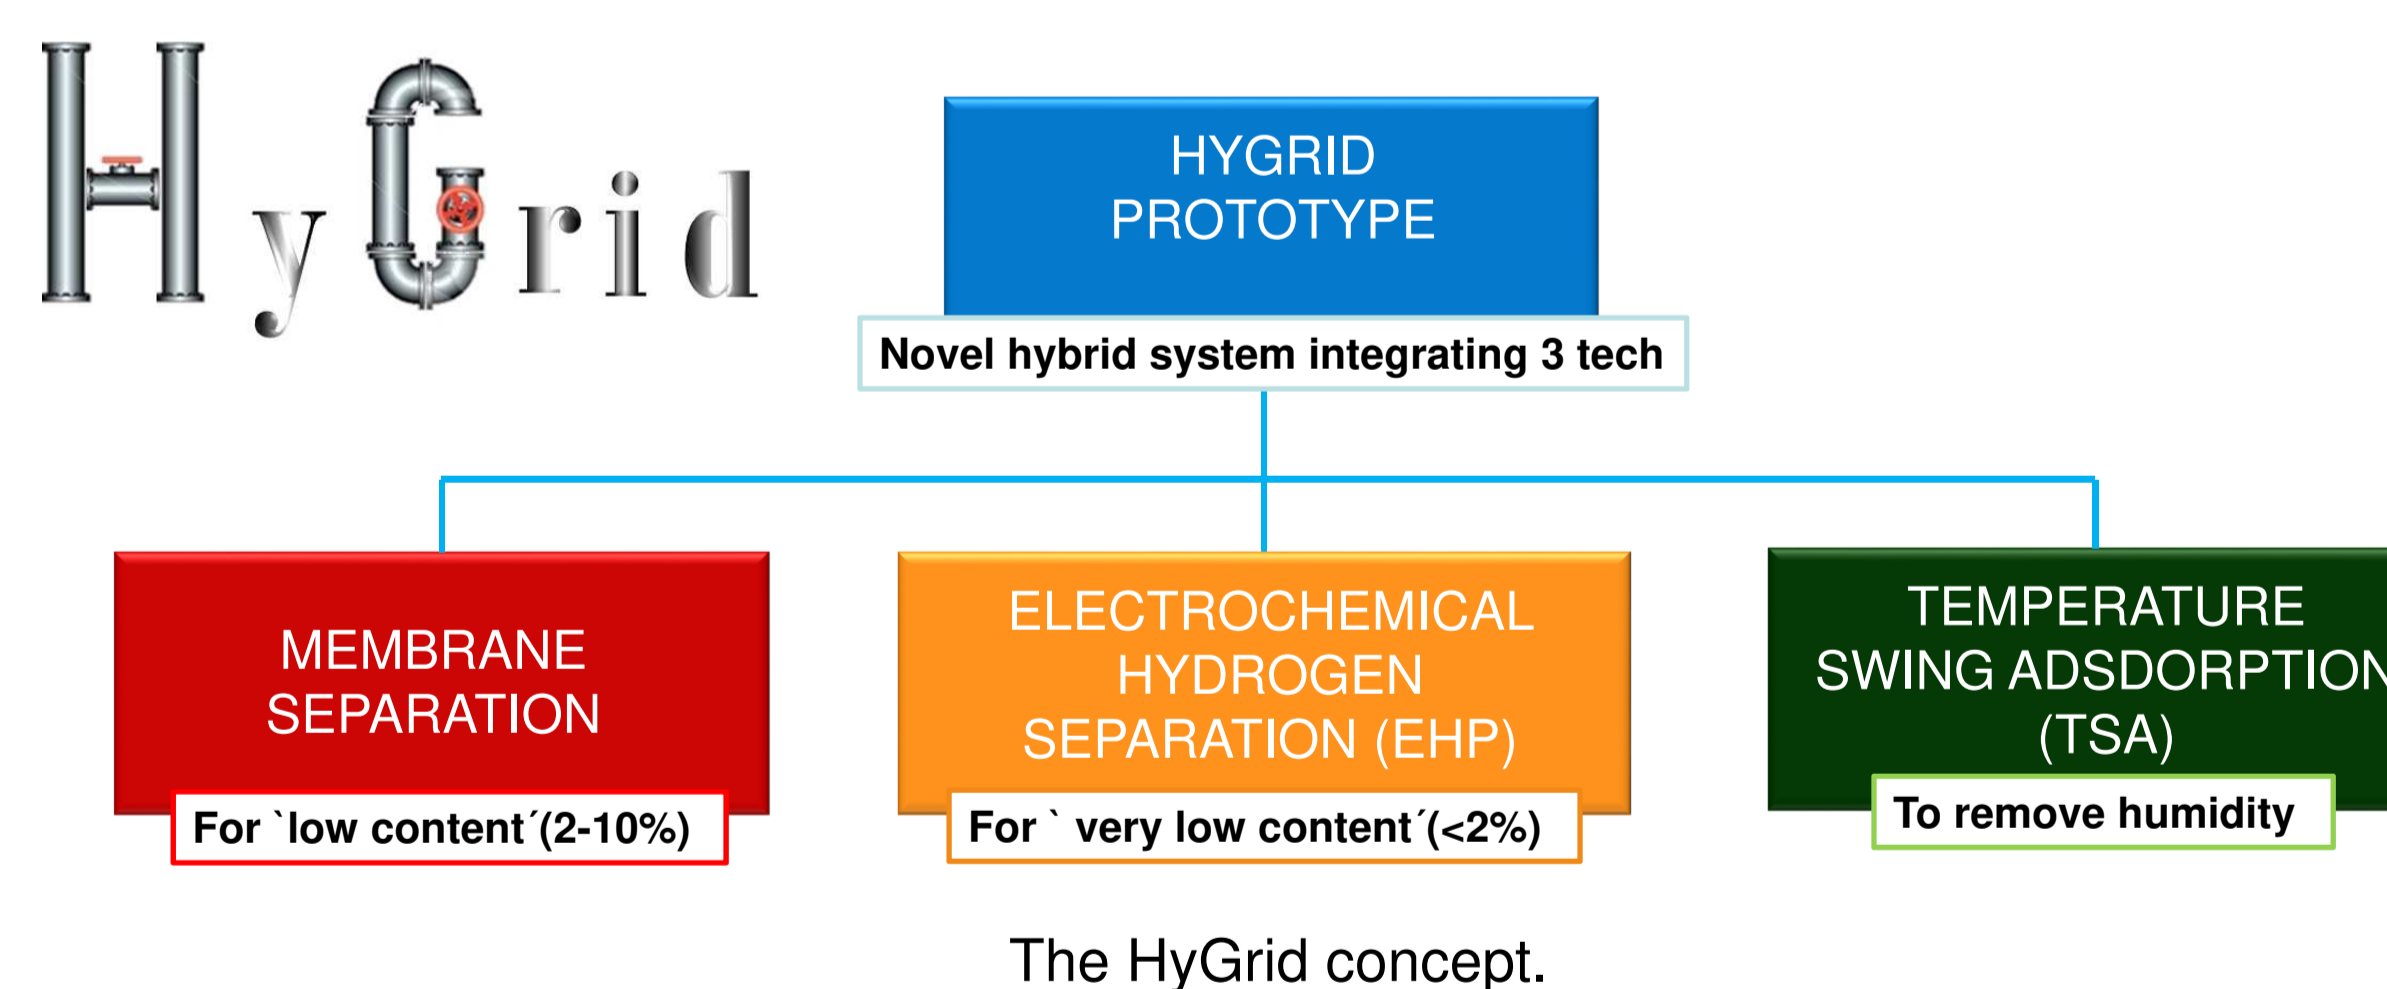 HyGrid
HYGRID
PROTOTYPE
Novel hybrid system integrating 3 tech
MEMBRANE
SEPARATION
For `low content´(2-10%)
ELECTROCHEMICAL
HYDROGEN
SEPARATION (EHP)
For ` very low content´(<2%)
TEMPERATURE
SWING ADSDORPTION
(TSA)
To remove humidity
The HyGrid concept.